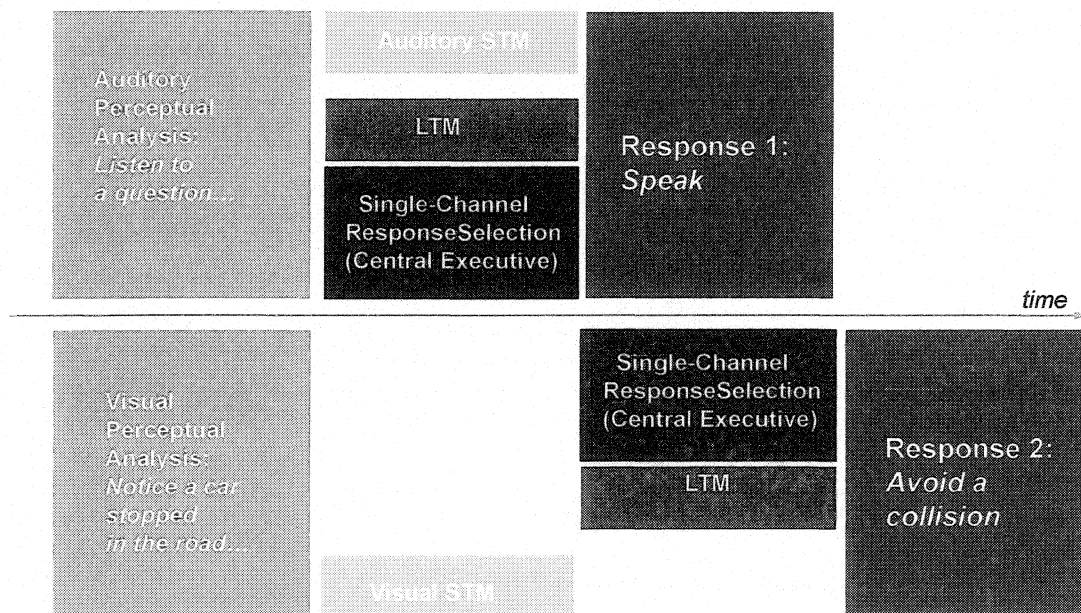 Auditory STM
Auditory
Perceptual
Analysis:
Listen to
a question...
LTM
Single-Channel
ResponseSelection
(Central Executive)
Response 1:
Speak
time
Visual
Perceptual
Analysis:
Notice a car
stopped
in the road...
Visual STM
Single-Channel
ResponseSelection
(Central Executive)
LTM
Response 2:
Avoid a
collision